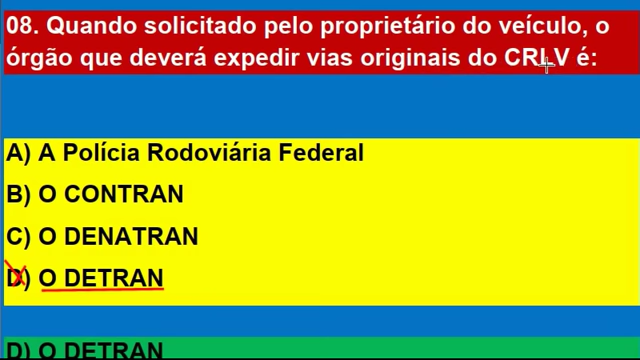 08. Quando solicitado pelo proprietário do veículo, o
órgão que deverá expedir vias originais do CRLV é:
A) A Polícia Rodoviária Federal
B) O CONTRAN
C) O DENATRAN
D) O DETRAN
D) O DETRAN